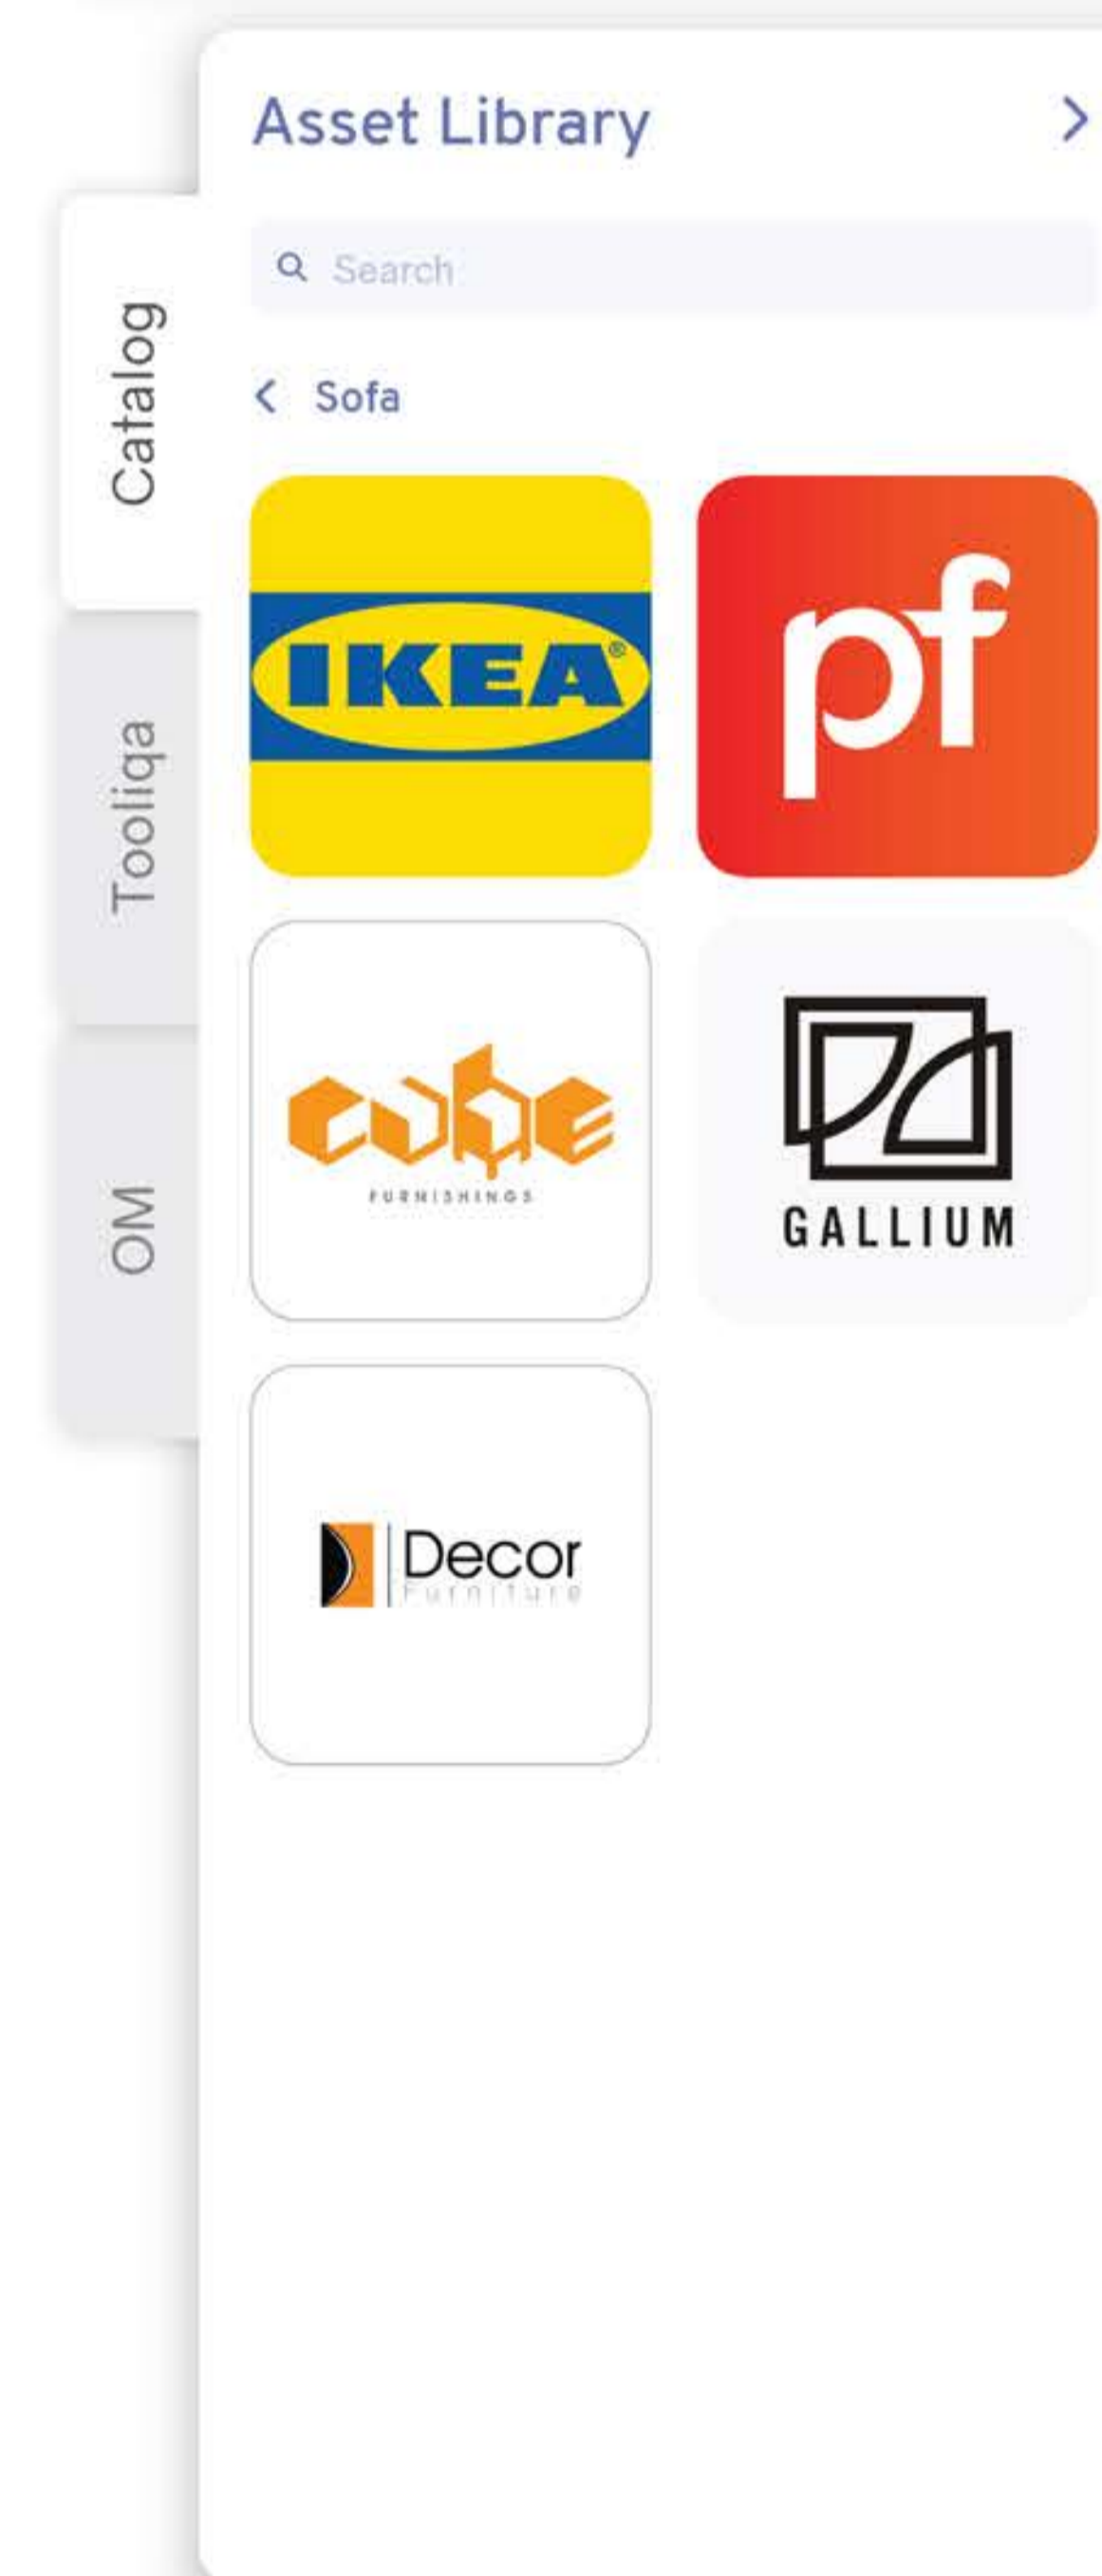 Asset Library
Search
Sofa
Catalog
Tooliqa
OM
IKEA®
pf
cube
FURNISHINGS
GALLIUM
Decor
Furniture